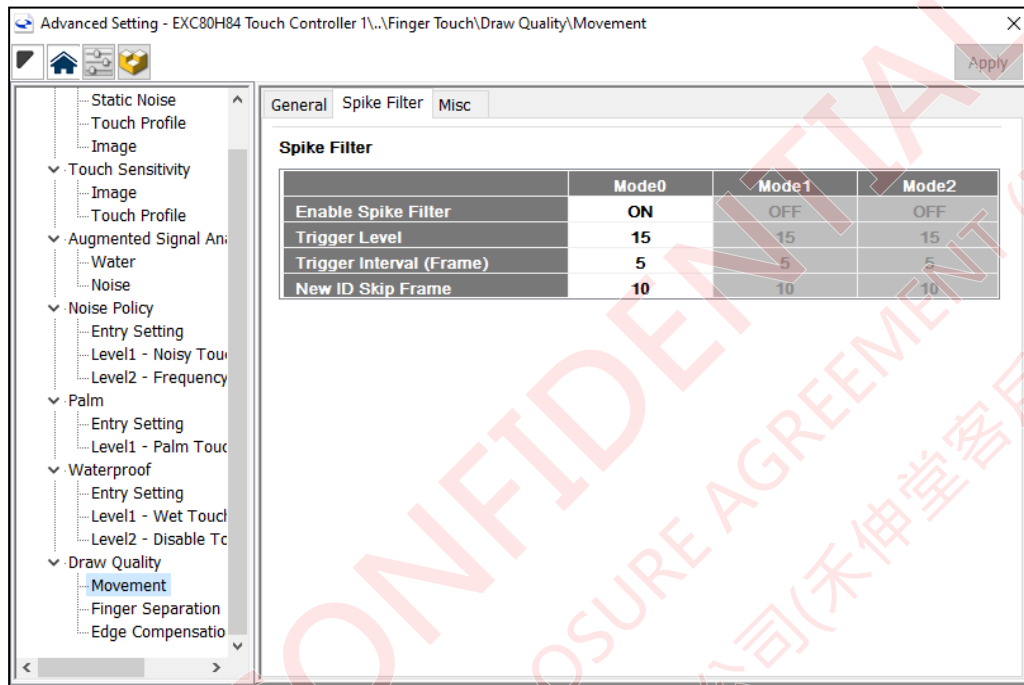 Advanced Setting - EXC80H84 Touch Controller 1\..\Finger Touch\Draw Quality\Movement
Apply
Static Noise
Touch Profile
Image
Touch Sensitivity
Image
Touch Profile
Augmented Signal Ana
Water
Noise
Noise Policy
Entry Setting
Level1 - Noisy Touc
Level2 - Frequency
Palm
Entry Setting
Level1 - Palm Touc
Waterproof
Entry Setting
Level1 - Wet Touch
Level2 - Disable To
Draw Quality
Movement
Finger Separation
Edge Compensatio
General Spike Filter Misc
Spike Filter
Mode0 Mode1 Mode2
Enable Spike Filter ON OFF OFF
Trigger Level 15 15 15
Trigger Interval (Frame) 5 5 5
New ID Skip Frame 10 10 10
CONFIDENTIAL
OSURE AGREEMENT (
公司(禾伸堂客